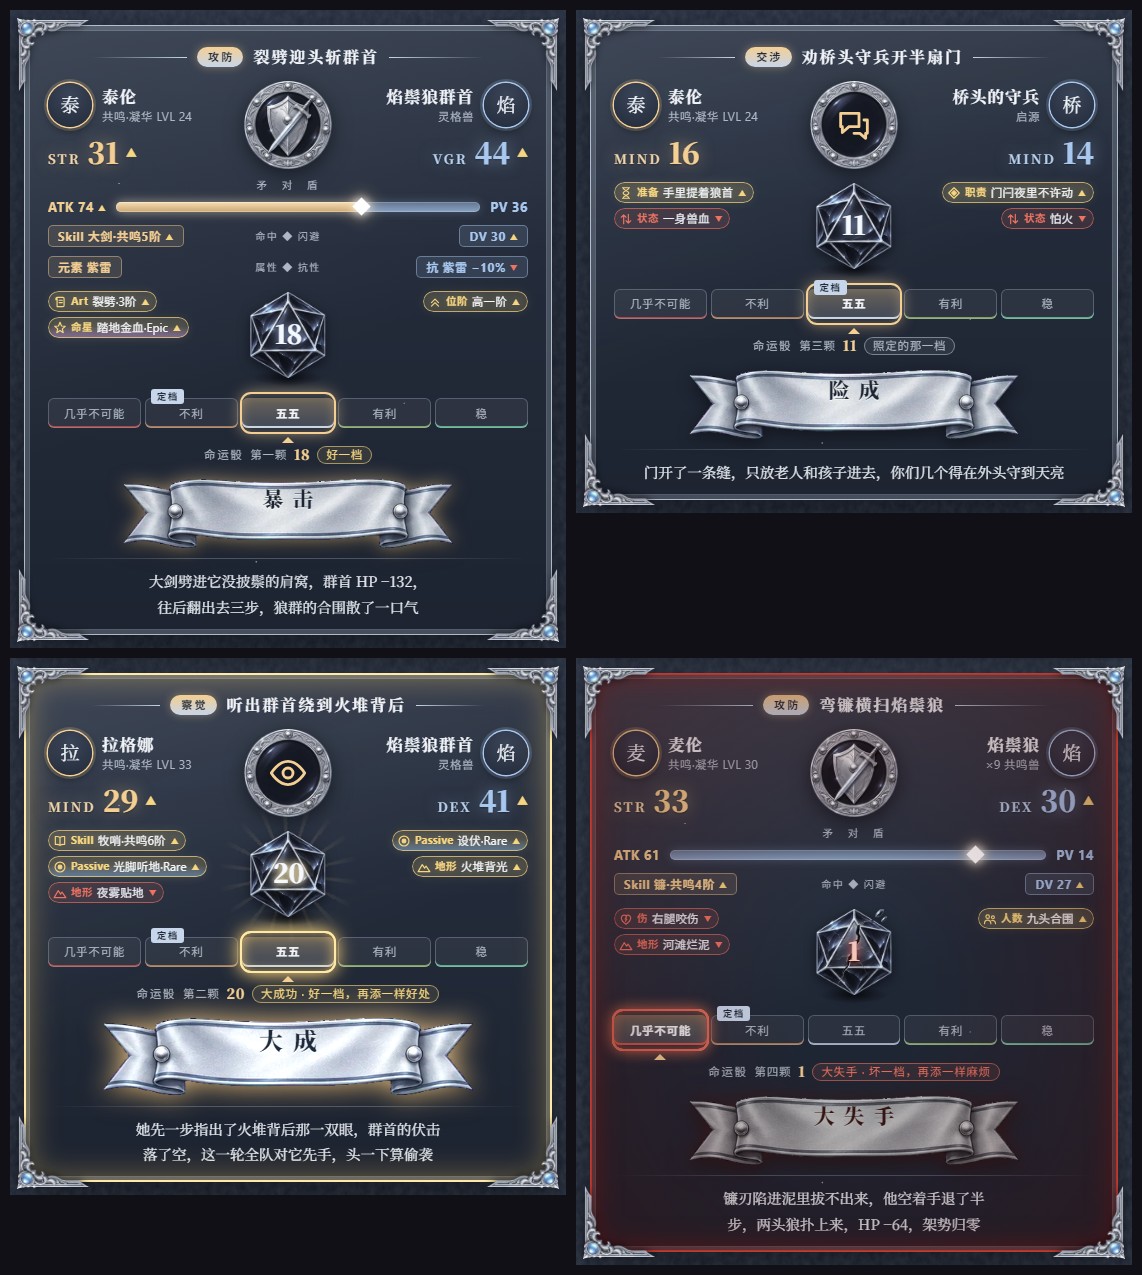 攻防 裂劈迎头斩群首
泰 泰伦 焰鬃狼群首 焰
共鸣·凝华 LVL 24 灵格兽
STR 31 VGR 44
矛 对 盾
ATK 74 PV 36
Skill 大剑·共鸣5阶 命中 ◆ 闪避 DV 30
元素 紫雷 属性 ◆ 抗性 抗 紫雷 −10%
Art 裂劈·3阶 位阶 高一阶
命星 踏地金血·Epic
18
定档
几乎不可能 不利 五五 有利 稳
命运骰 第一颗 18 好一档
暴击
大剑劈进它没披鬃的肩窝，群首 HP −132，
往后翻出去三步，狼群的合围散了一口气
交涉 劝桥头守兵开半扇门
泰 泰伦 桥头的守兵 桥
共鸣·凝华 LVL 24 启源
MIND 16 MIND 14
准备 手里提着狼首 职责 门闩夜里不许动
状态 一身兽血 状态 怕火
11
定档
几乎不可能 不利 五五 有利 稳
命运骰 第三颗 11 照定的那一档
险成
门开了一条缝，只放老人和孩子进去，你们几个得在外头守到天亮
察觉 听出群首绕到火堆背后
拉 拉格娜 焰鬃狼群首 焰
共鸣·凝华 LVL 33 灵格兽
MIND 29 DEX 41
Skill 牧哨·共鸣6阶 Passive 设伏·Rare
Passive 光脚听地·Rare 地形 火堆背光
地形 夜雾贴地
20
定档
几乎不可能 不利 五五 有利 稳
命运骰 第二颗 20 大成功 · 好一档，再添一样好处
大成
她先一步指出了火堆背后那一双眼，群首的伏击
落了空，这一轮全队对它先手，头一下算偷袭
攻防 弯镰横扫焰鬃狼
麦 麦伦 焰鬃狼 焰
共鸣·凝华 LVL 30 ×9 共鸣兽
STR 33 DEX 30
矛 对 盾
ATK 61 PV 14
Skill 镰·共鸣4阶 命中 ◆ 闪避 DV 27
伤 右腿咬伤 人数 九头合围
地形 河滩烂泥
1
定档
几乎不可能 不利 五五 有利 稳
命运骰 第四颗 1 大失手 · 坏一档，再添一样麻烦
大失手
镰刃陷进泥里拔不出来，他空着手退了半
步，两头狼扑上来，HP −64，架势归零